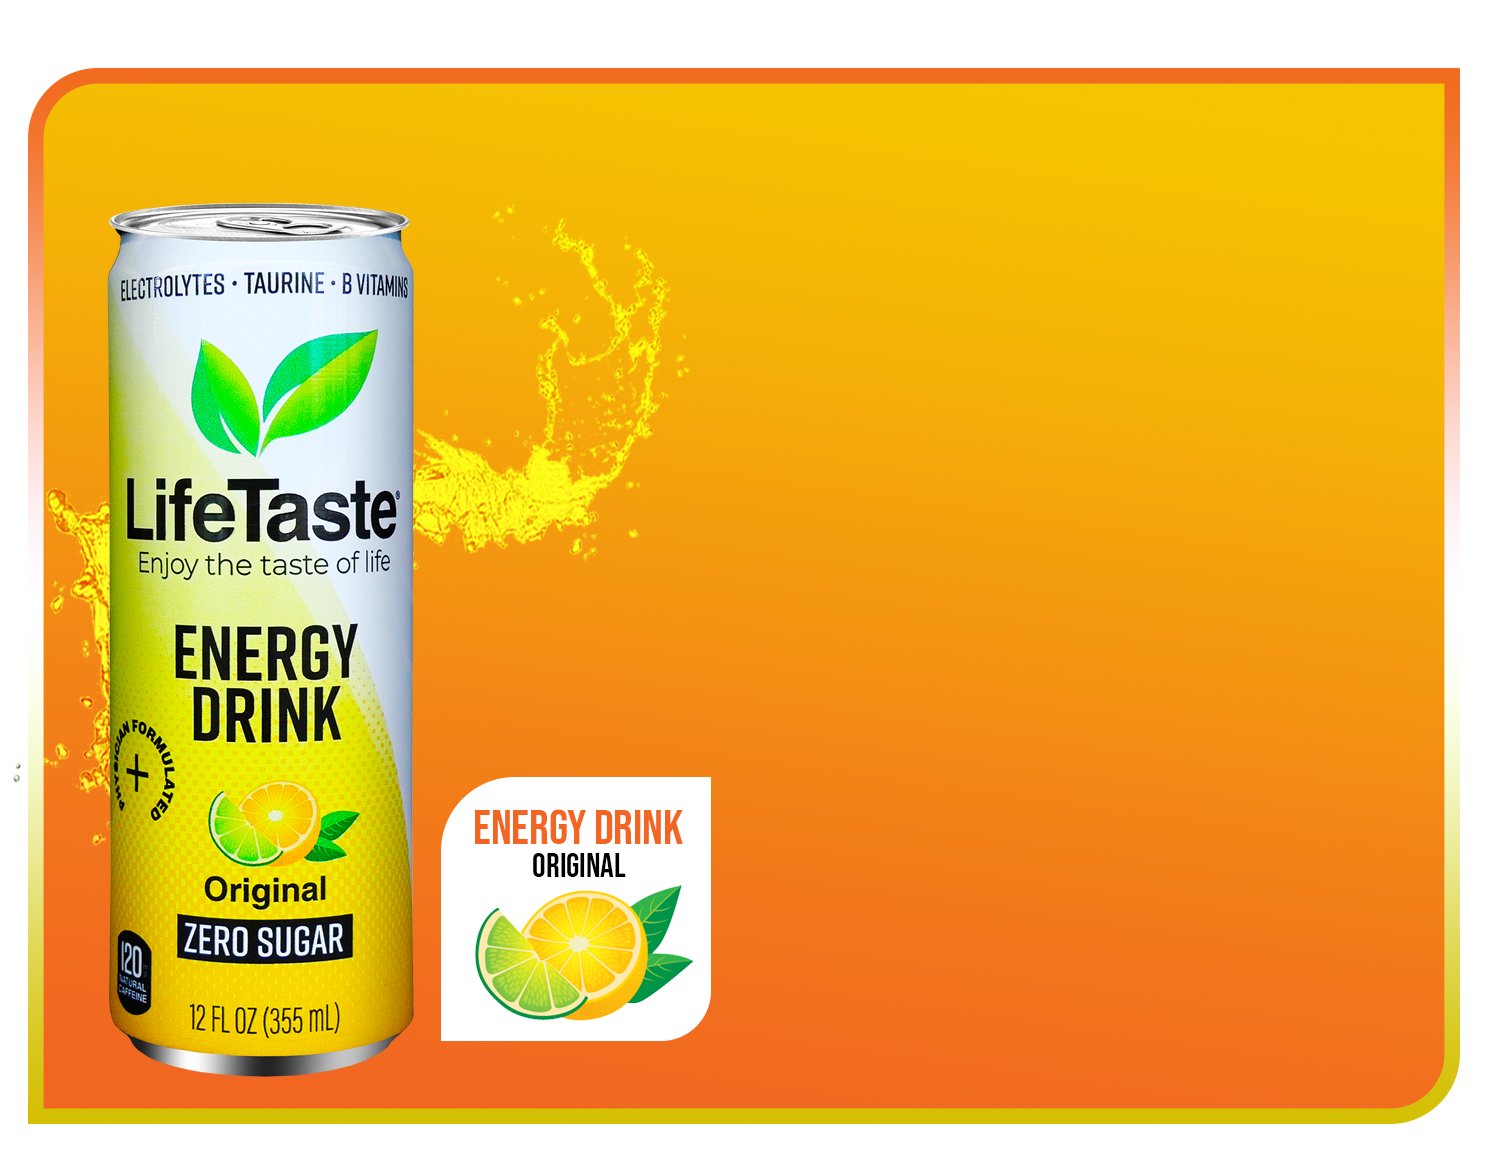 ELECTROLYTES • TAURINE • B VITAMINS
LifeTaste®
Enjoy the taste of life
ENERGY
DRINK
PHYSICIAN FORMULATED
+
Original
ZERO SUGAR
120
NATURAL
CAFFEINE
12 FL OZ (355 mL)
ENERGY DRINK
ORIGINAL